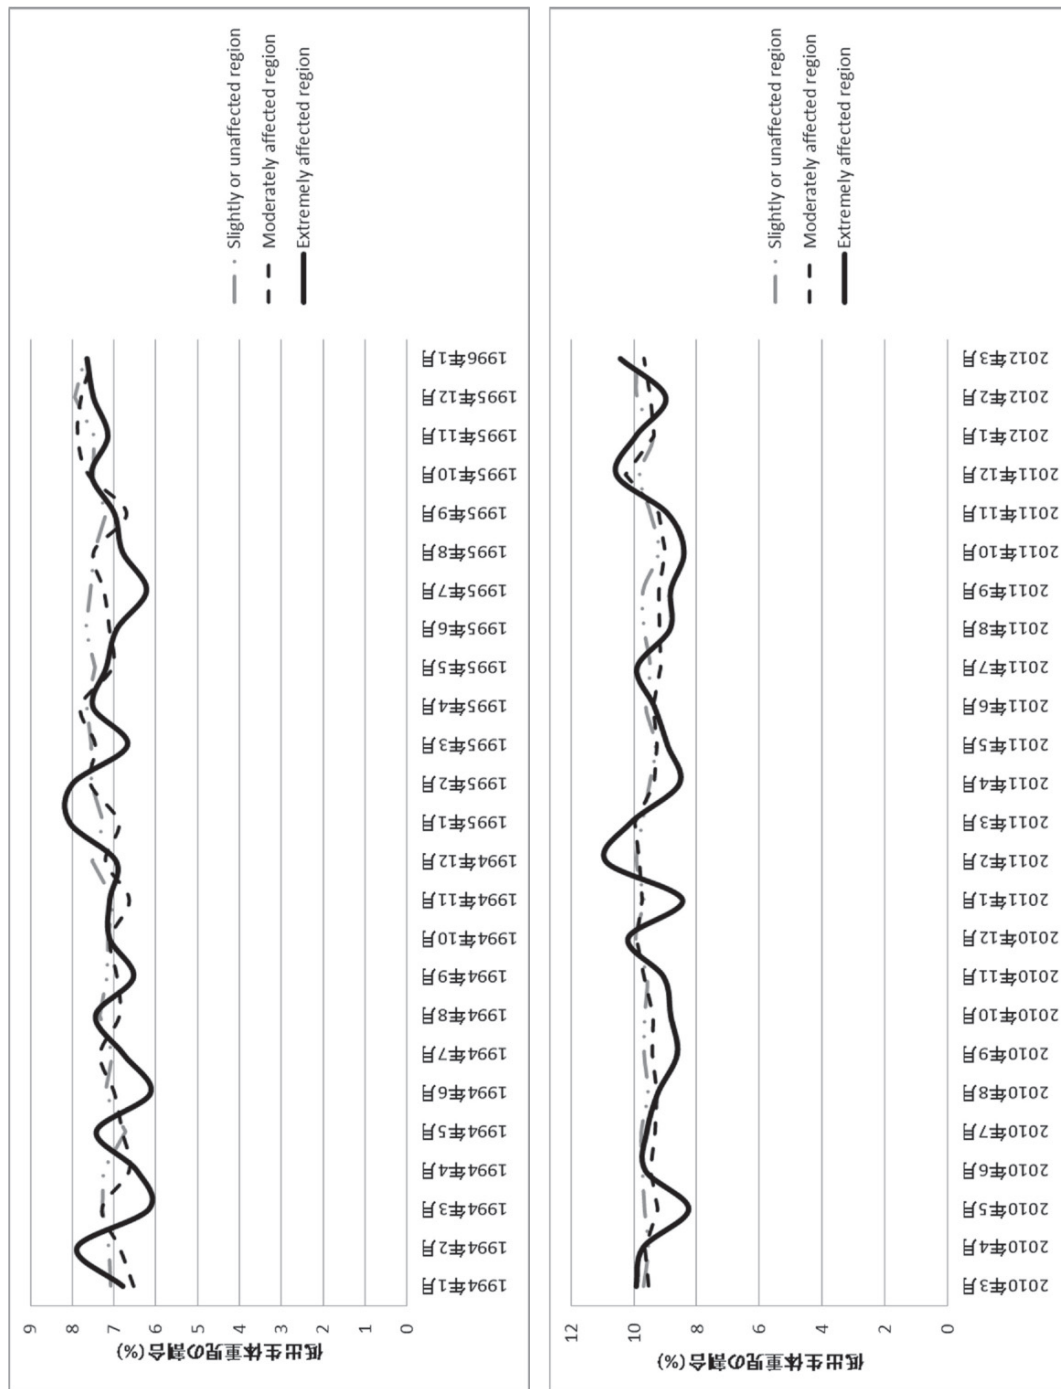 低出生体重児の割合(%)
9
8
7
6
5
4
3
2
1
0
1994年1月
1994年2月
1994年3月
1994年4月
1994年5月
1994年6月
1994年7月
1994年8月
1994年9月
1994年10月
1994年11月
1994年12月
1995年1月
1995年2月
1995年3月
1995年4月
1995年5月
1995年6月
1995年7月
1995年8月
1995年9月
1995年10月
1995年11月
1995年12月
1996年1月
Slightly or unaffected region
Moderately affected region
Extremely affected region
低出生体重児の割合(%)
12
10
8
6
4
2
0
2010年3月
2010年4月
2010年5月
2010年6月
2010年7月
2010年8月
2010年9月
2010年10月
2010年11月
2010年12月
2011年1月
2011年2月
2011年3月
2011年4月
2011年5月
2011年6月
2011年7月
2011年8月
2011年9月
2011年10月
2011年11月
2011年12月
2012年1月
2012年2月
2012年3月
Slightly or unaffected region
Moderately affected region
Extremely affected region